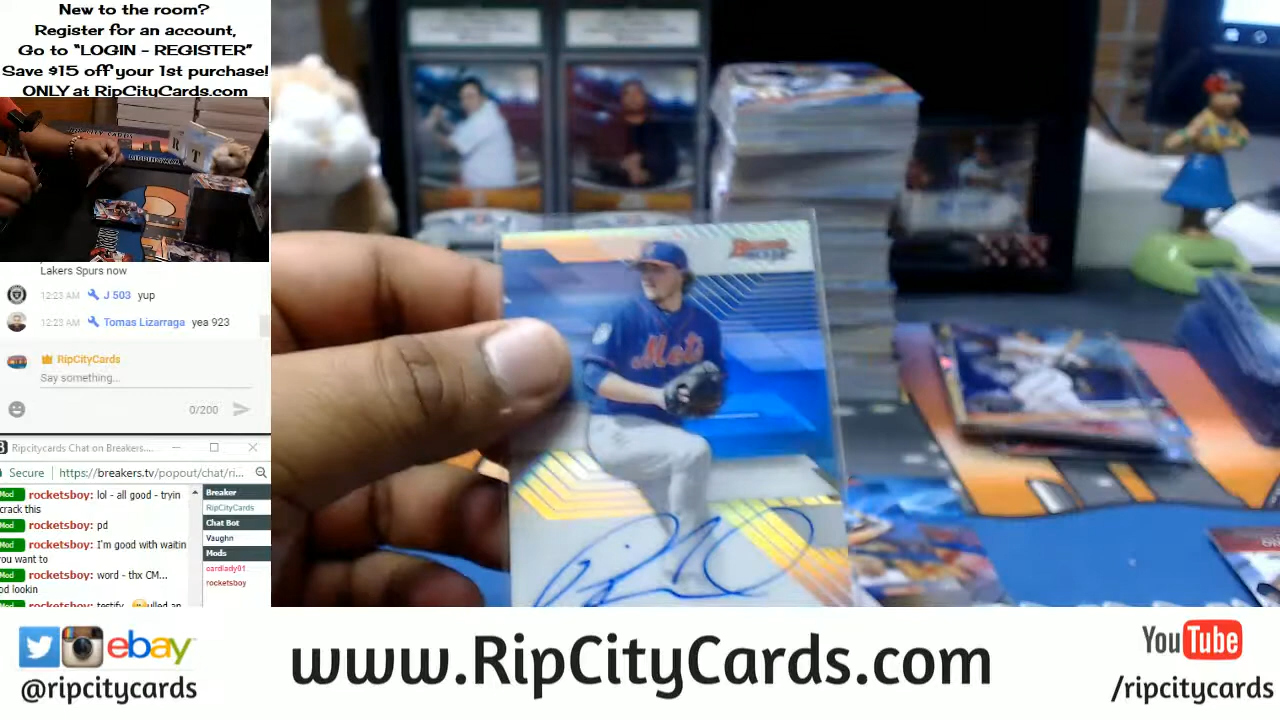 New to the room?
Register for an account,
Go to "LOGIN - REGISTER"
Save $15 off your 1st purchase!
ONLY at RipCityCards.com
Lakers Spurs now
12:23 AM J 503 yup
12:23 AM Tomas Lizarraga yea 923
RipCityCards
Say something...
0/200
Ripcitycards Chat on Breakers....
Secure https://breakers.tv/popout/chat/ri...
Mod rocketsboy: lol - all good - tryin
crack this
Mod rocketsboy: pd
Mod rocketsboy: I'm good with waitin
you want to
Mod rocketsboy: word - thx CM...
od lookin
Mod rocketsboy: testify
Breaker
RipCityCards
Chat Bot
Vaughn
Mods
cardlady01
rocketsboy
Mets
R T
ebay
@ripcitycards
www.RipCityCards.com
YouTube
/ripcitycards